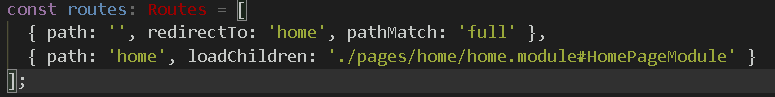 const routes: Routes = [
  { path: '', redirectTo: 'home', pathMatch: 'full' },
  { path: 'home', loadChildren: './pages/home/home.module#HomePageModule' }
];